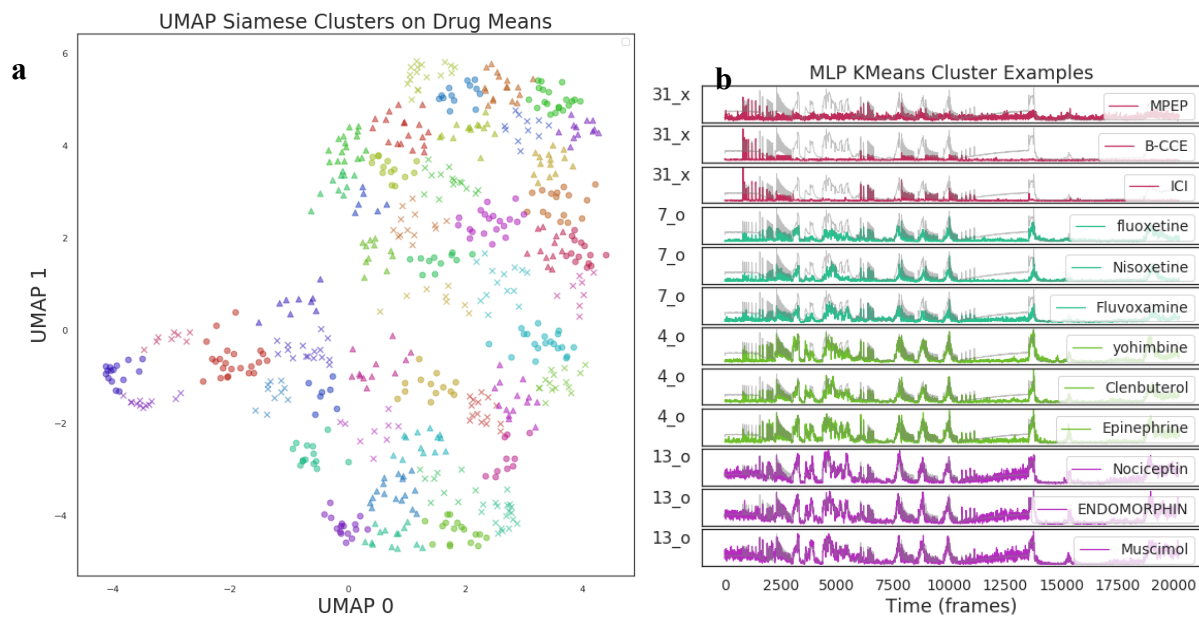 a
UMAP Siamese Clusters on Drug Means
6
4
2
0
−2
−4
−4
−2
0
2
4
UMAP 1
UMAP 0
b
MLP KMeans Cluster Examples
31_x
MPEP
31_x
B-CCE
31_x
ICI
7_o
fluoxetine
7_o
Nisoxetine
7_o
Fluvoxamine
4_o
yohimbine
4_o
Clenbuterol
4_o
Epinephrine
13_o
Nociceptin
13_o
ENDOMORPHIN
13_o
Muscimol
0 2500 5000 7500 10000 12500 15000 17500 20000
Time (frames)